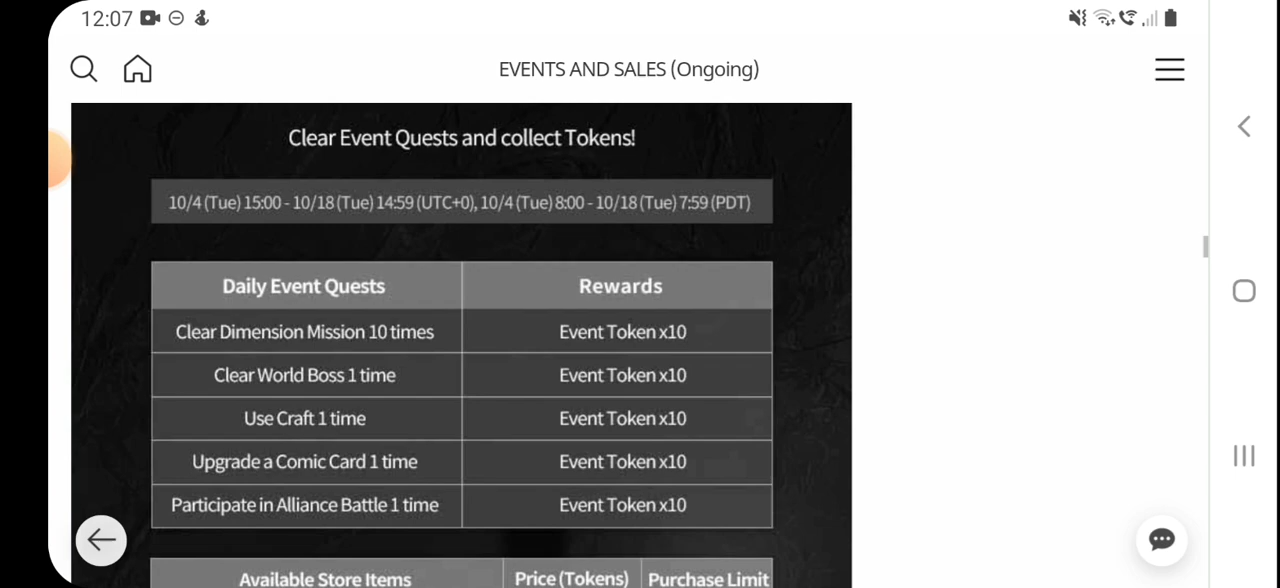 12:07
EVENTS AND SALES (Ongoing)
Clear Event Quests and collect Tokens!
10/4 (Tue) 15:00 - 10/18 (Tue) 14:59 (UTC+0), 10/4 (Tue) 8:00 - 10/18 (Tue) 7:59 (PDT)
Daily Event Quests Rewards
Clear Dimension Mission 10 times Event Token x10
Clear World Boss 1 time Event Token x10
Use Craft 1 time Event Token x10
Upgrade a Comic Card 1 time Event Token x10
Participate in Alliance Battle 1 time Event Token x10
Available Store Items Price (Tokens) Purchase Limit